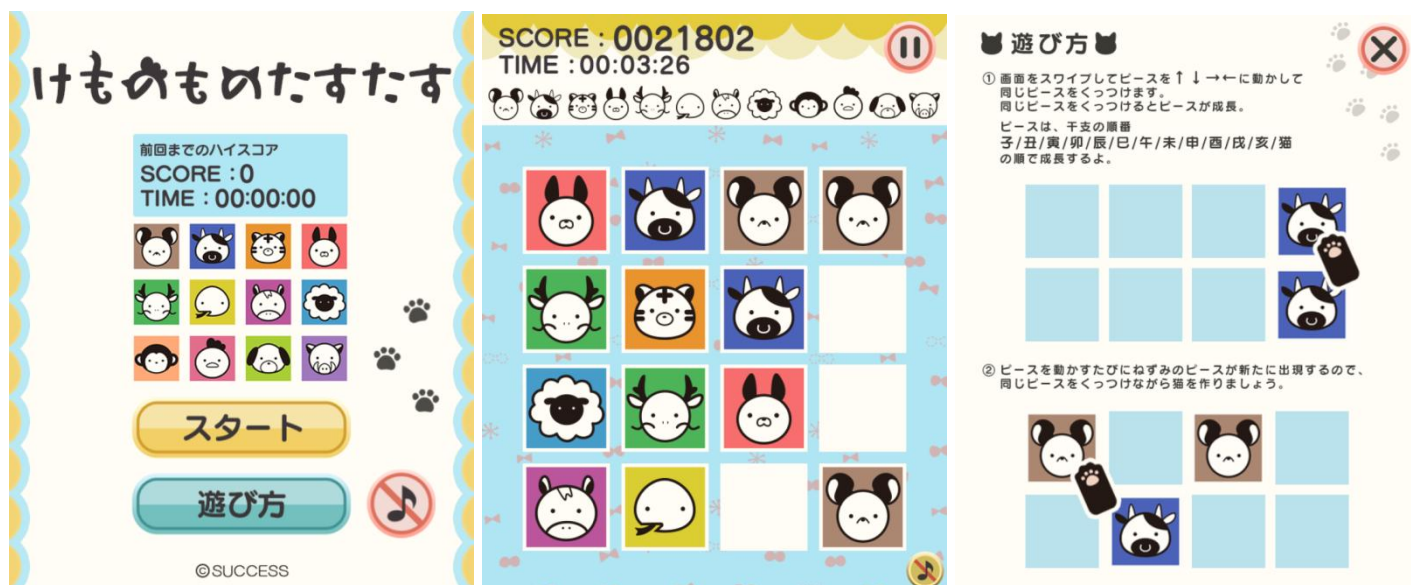 けものものたすたす
前回までのハイスコア
SCORE：0
TIME：00:00:00
スタート
遊び方
©SUCCESS
SCORE：0021802
TIME：00:03:26
遊び方
① 画面をスワイプしてピースを↑↓→←に動かして
同じピースをくっつけます。
同じピースをくっつけるとピースが成長。
ピースは、干支の順番
子/丑/寅/卯/辰/巳/午/未/申/酉/戌/亥/猫
の順で成長するよ。
② ピースを動かすたびにねずみのピースが新たに出現するので、
同じピースをくっつけながら猫を作りましょう。